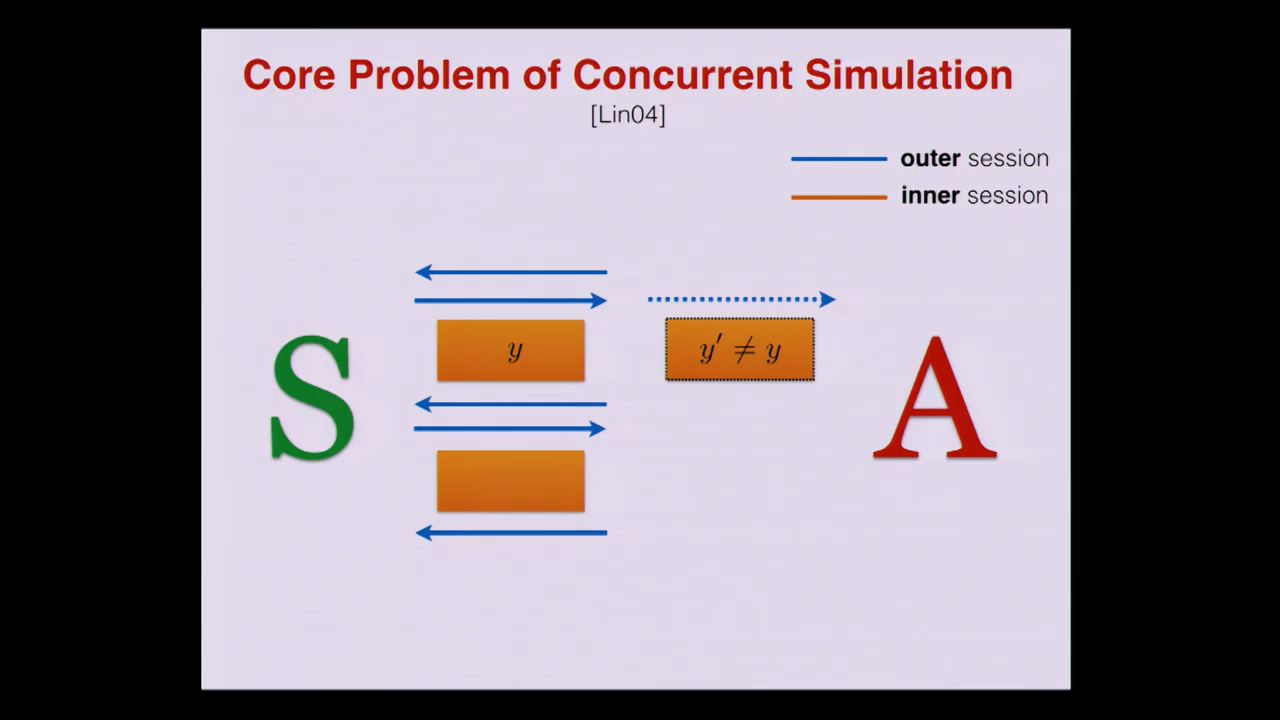 Core Problem of Concurrent Simulation
[Lin04]
outer session
inner session
y
y′ ≠ y
S
A